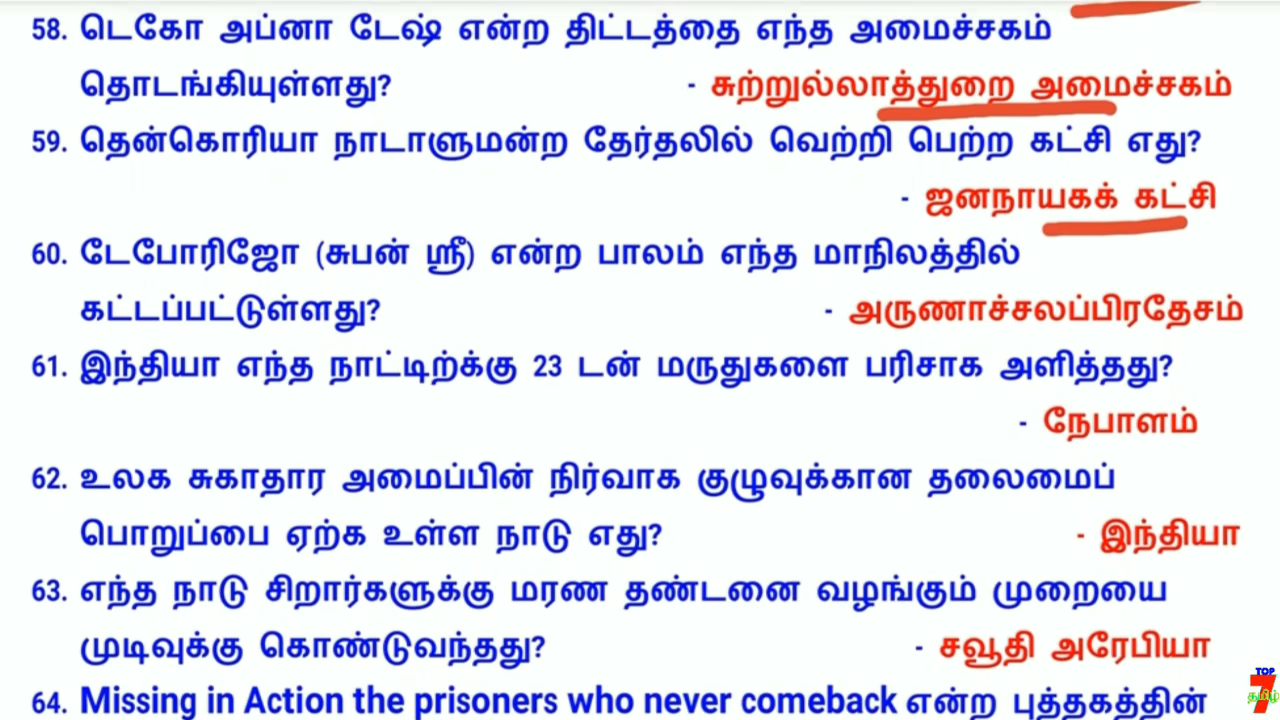 58. டெகோ அப்னா டேஷ் என்ற திட்டத்தை எந்த அமைச்சகம்
தொடங்கியுள்ளது? - சுற்றுல்லாத்துறை அமைச்சகம்
59. தென்கொரியா நாடாளுமன்ற தேர்தலில் வெற்றி பெற்ற கட்சி எது?
- ஜனநாயகக் கட்சி
60. டேபோரிஜோ (சுபன் ஸ்ரீ) என்ற பாலம் எந்த மாநிலத்தில்
கட்டப்பட்டுள்ளது? - அருணாச்சலப்பிரதேசம்
61. இந்தியா எந்த நாட்டிற்க்கு 23 டன் மருதுகளை பரிசாக அளித்தது?
- நேபாளம்
62. உலக சுகாதார அமைப்பின் நிர்வாக குழுவுக்கான தலைமைப்
பொறுப்பை ஏற்க உள்ள நாடு எது? - இந்தியா
63. எந்த நாடு சிறார்களுக்கு மரண தண்டனை வழங்கும் முறையை
முடிவுக்கு கொண்டுவந்தது? - சவூதி அரேபியா
64. Missing in Action the prisoners who never comeback என்ற புத்தகத்தின்
TOP
7
தமிழ்